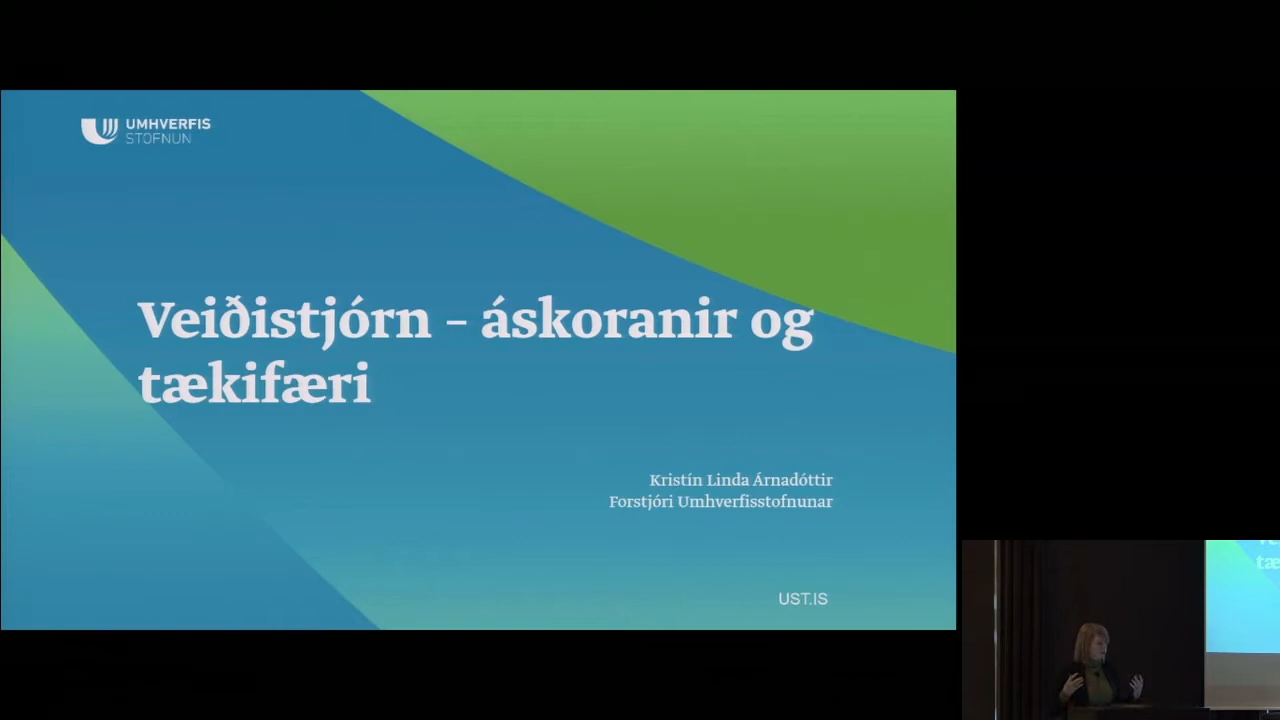 UMHVERFIS
STOFNUN
Veiðistjórn – áskoranir og
tækifæri
Kristín Linda Árnadóttir
Forstjóri Umhverfisstofnunar
UST.IS